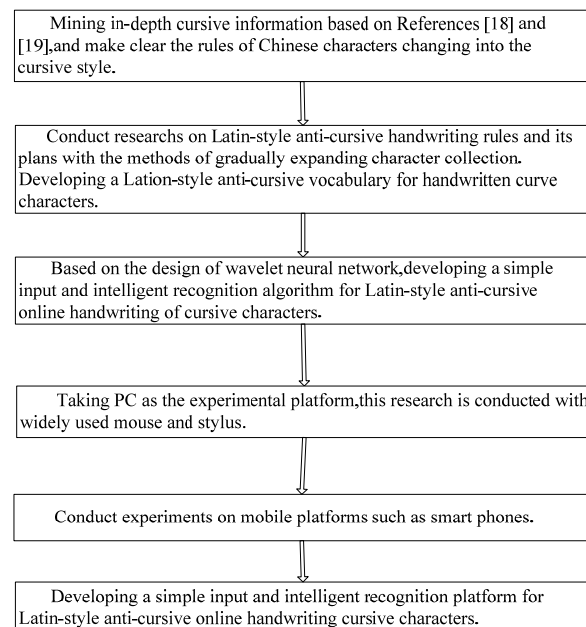 Mining in-depth cursive information based on References [18] and
[19],and make clear the rules of Chinese characters changing into the
cursive style.
Conduct researchs on Latin-style anti-cursive handwriting rules and its
plans with the methods of gradually expanding character collection.
Developing a Lation-style anti-cursive vocabulary for handwritten curve
characters.
Based on the design of wavelet neural network,developing a simple
input and intelligent recognition algorithm for Latin-style anti-cursive
online handwriting of cursive characters.
Taking PC as the experimental platform,this research is conducted with
widely used mouse and stylus.
Conduct experiments on mobile platforms such as smart phones.
Developing a simple input and intelligent recognition platform for
Latin-style anti-cursive online handwriting cursive characters.